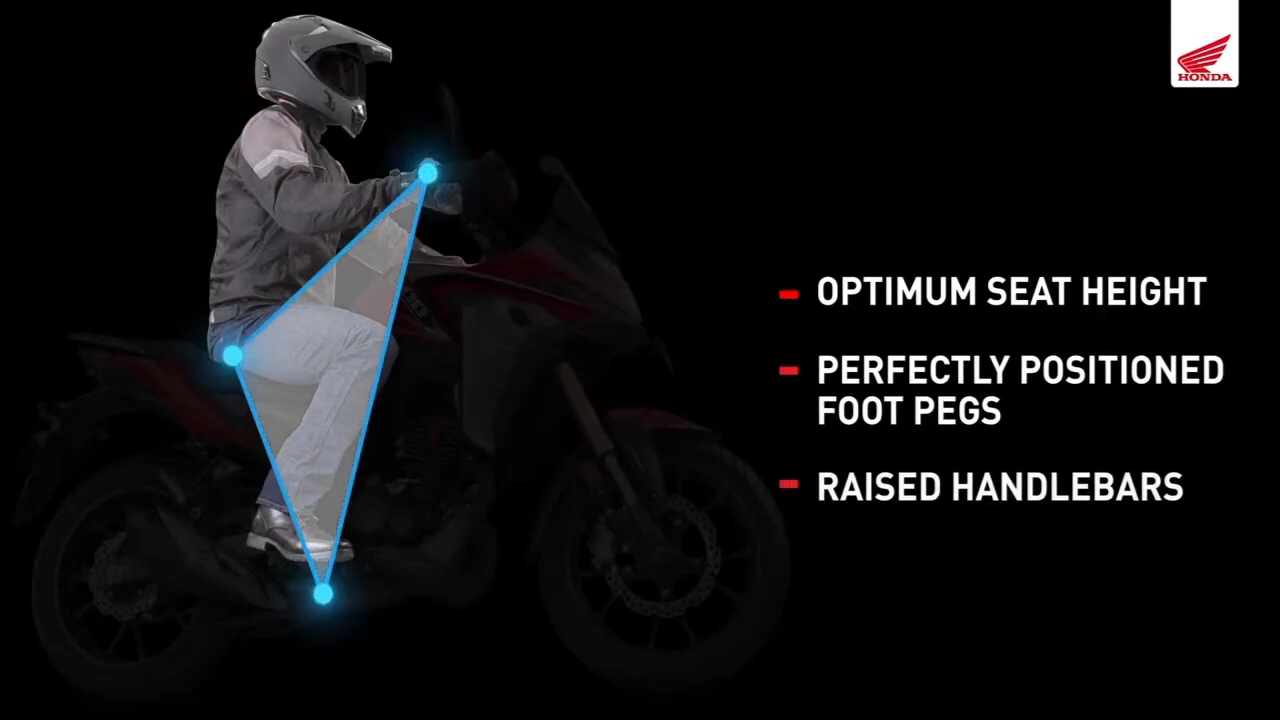 HONDA
OPTIMUM SEAT HEIGHT
PERFECTLY POSITIONED
FOOT PEGS
RAISED HANDLEBARS